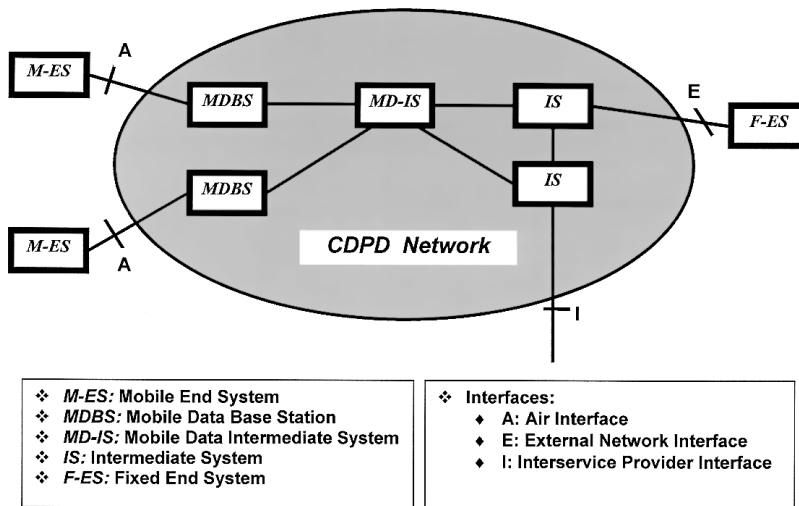 A
M-ES
MDBS
MD-IS
IS
E
F-ES
MDBS
IS
M-ES
A
CDPD Network
I
❖ M-ES: Mobile End System
❖ MDBS: Mobile Data Base Station
❖ MD-IS: Mobile Data Intermediate System
❖ IS: Intermediate System
❖ F-ES: Fixed End System
❖ Interfaces:
♦ A: Air Interface
♦ E: External Network Interface
♦ I: Interservice Provider Interface